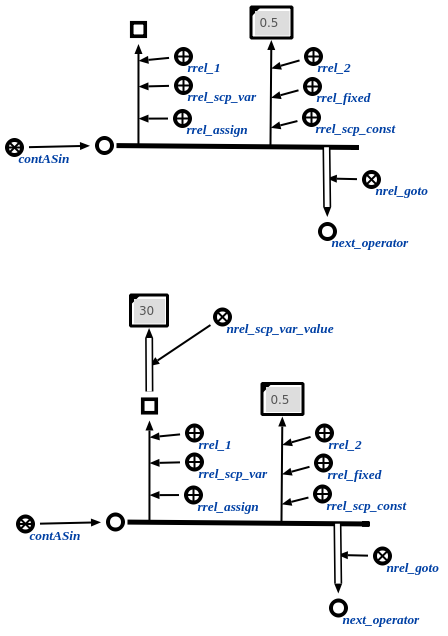 0.5
rrel_1
rrel_2
rrel_scp_var
rrel_fixed
rrel_assign
rrel_scp_const
contASin
nrel_goto
next_operator
30
nrel_scp_var_value
0.5
rrel_1
rrel_2
rrel_scp_var
rrel_fixed
rrel_assign
rrel_scp_const
contASin
nrel_goto
next_operator